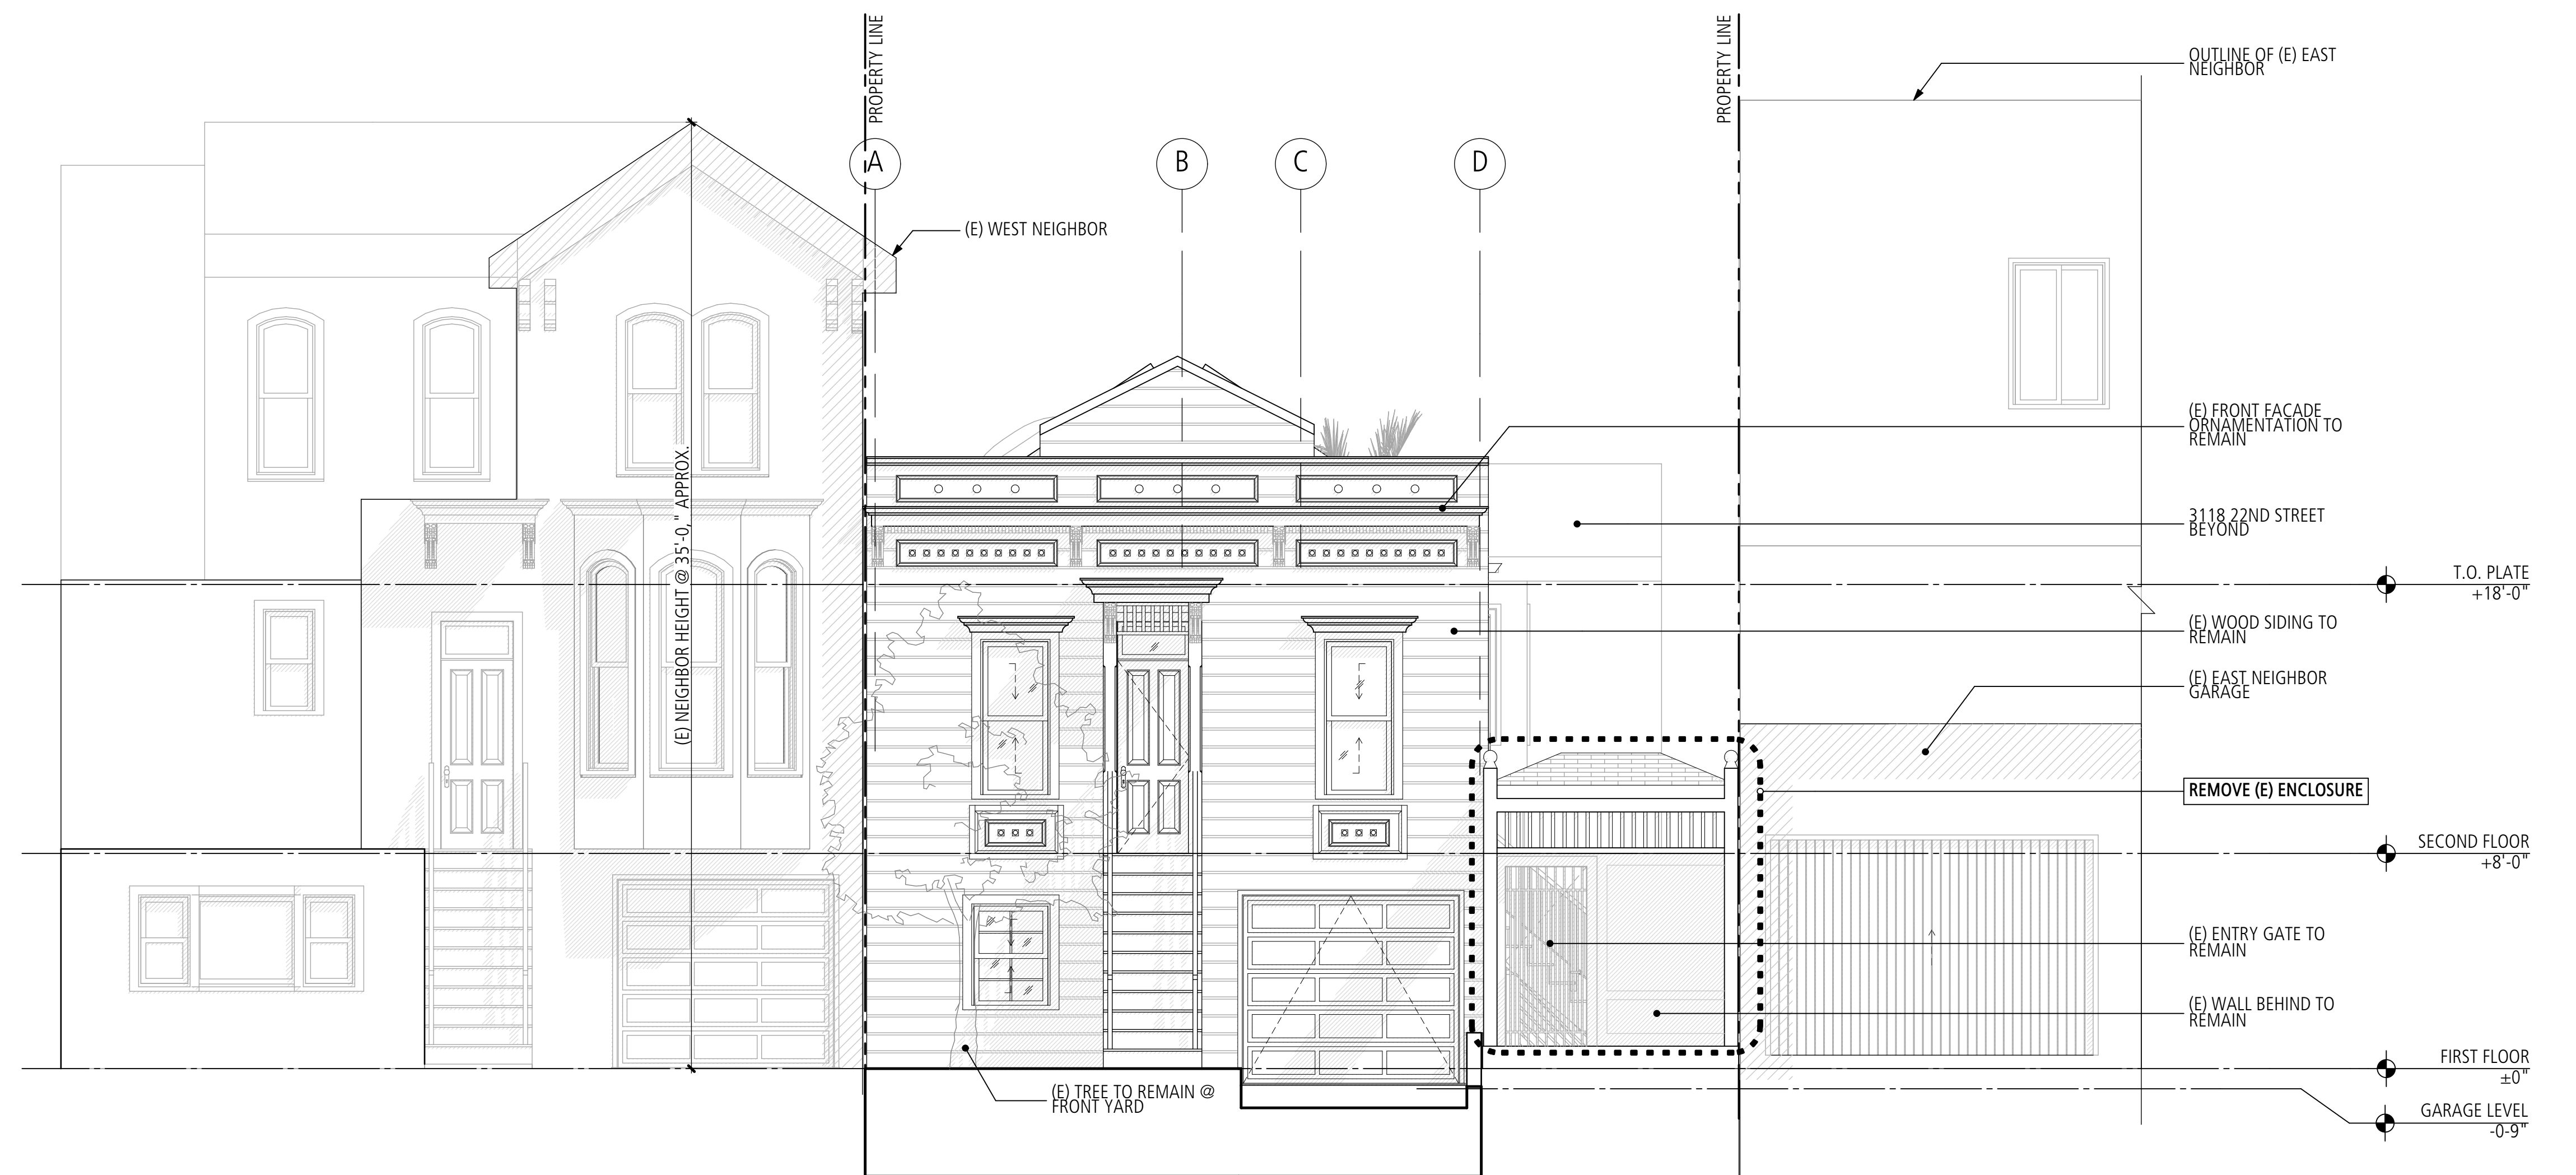 PROPERTY LINE
PROPERTY LINE
OUTLINE OF (E) EAST
NEIGHBOR
A
B
C
D
(E) WEST NEIGHBOR
(E) NEIGHBOR HEIGHT @ 35'-0," APPROX.
(E) FRONT FACADE
ORNAMENTATION TO
REMAIN
3118 22ND STREET
BEYOND
T.O. PLATE
+18'-0"
(E) WOOD SIDING TO
REMAIN
(E) EAST NEIGHBOR
GARAGE
REMOVE (E) ENCLOSURE
SECOND FLOOR
+8'-0"
(E) ENTRY GATE TO
REMAIN
(E) WALL BEHIND TO
REMAIN
FIRST FLOOR
±0"
(E) TREE TO REMAIN @
FRONT YARD
GARAGE LEVEL
-0-9"